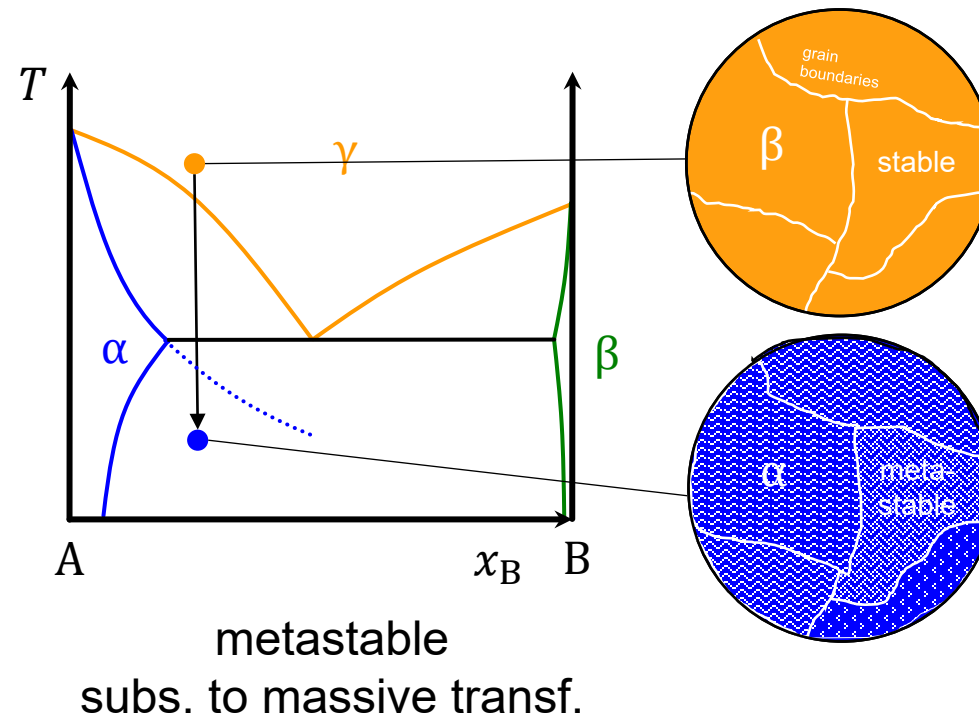 T
γ
α
β
A
x_B
B
grain
boundaries
β
stable
α
meta-
stable
metastable
subs. to massive transf.